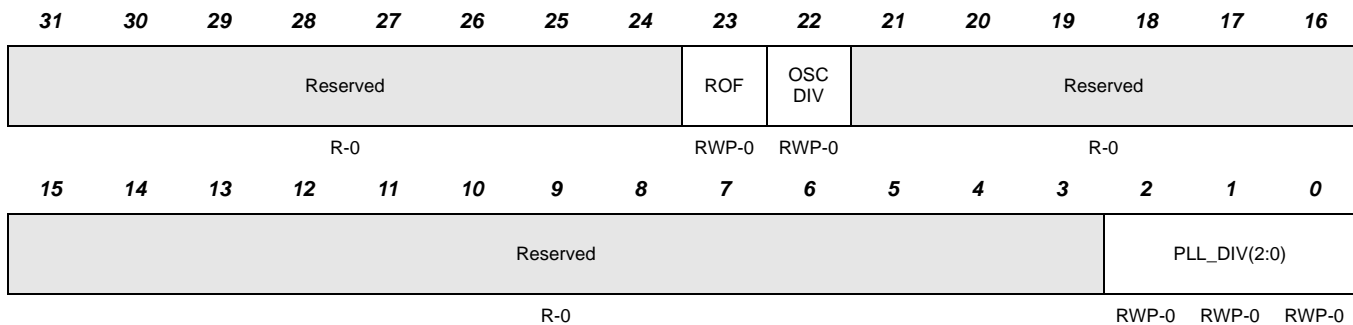 31 30 29 28 27 26 25 24 23 22 21 20 19 18 17 16
Reserved ROF OSC DIV Reserved
R-0 RWP-0 RWP-0 R-0
15 14 13 12 11 10 9 8 7 6 5 4 3 2 1 0
Reserved PLL_DIV(2:0)
R-0 RWP-0 RWP-0 RWP-0